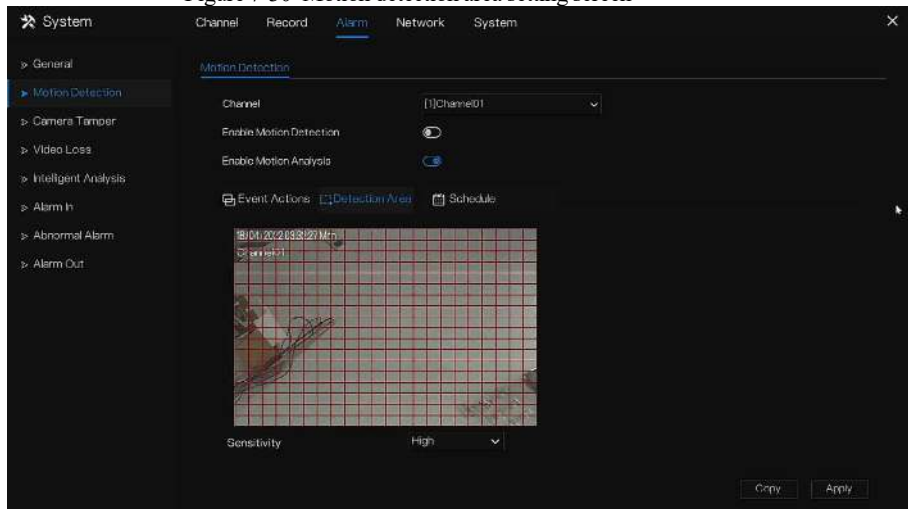 System
Channel Record Alarm Network System
General
Motion Detection
Camera Tamper
Video Loss
Intelligent Analysis
Alarm In
Abnormal Alarm
Alarm Out
Motion Detection
Channel [1]Channel01
Enable Motion Detection
Enable Motion Analysis
Event Actions Detection Area Schedule
Channel01
Sensitivity High
Copy Apply